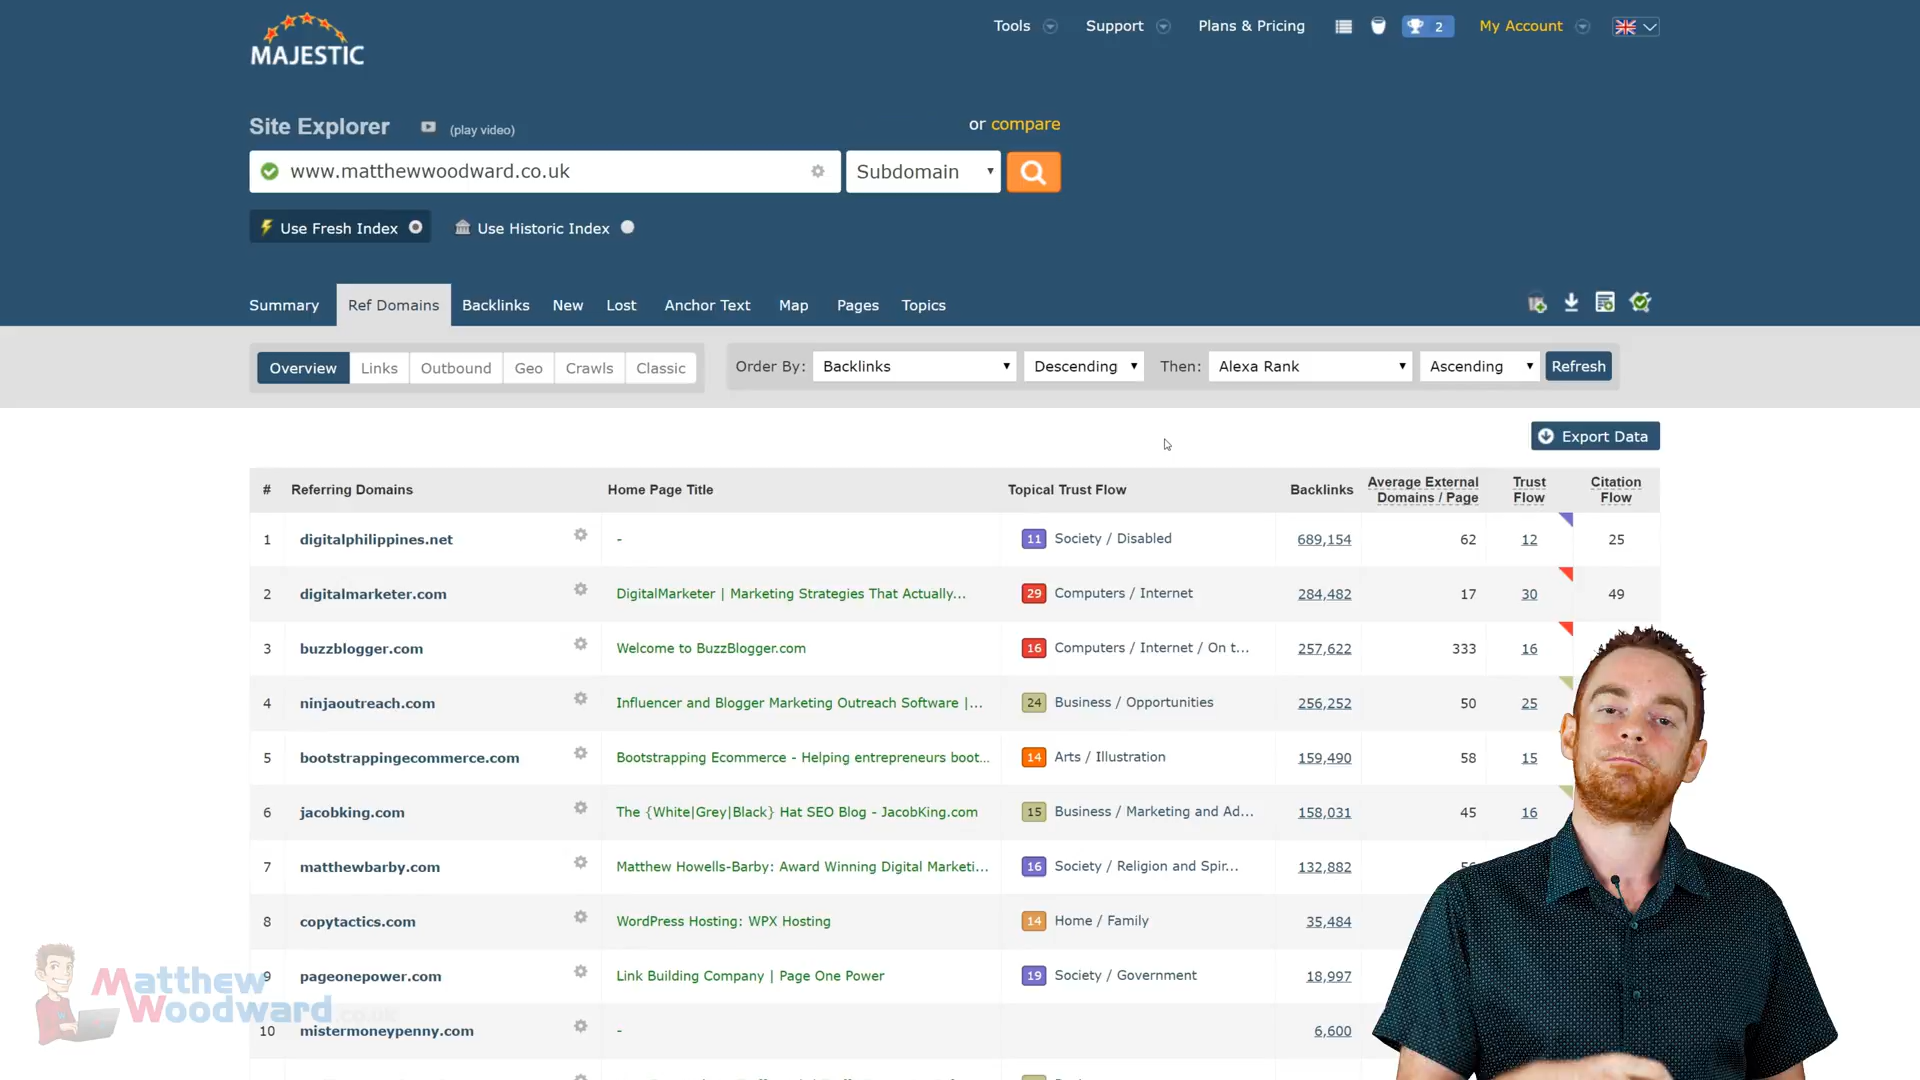 MAJESTIC
Tools
Support
Plans & Pricing
2
My Account
Site Explorer
(play video)
or compare
www.matthewwoodward.co.uk
Subdomain
Use Fresh Index
Use Historic Index
Summary
Ref Domains
Backlinks
New
Lost
Anchor Text
Map
Pages
Topics
Overview
Links
Outbound
Geo
Crawls
Classic
Order By:
Backlinks
Descending
Then:
Alexa Rank
Ascending
Refresh
Export Data
# Referring Domains Home Page Title Topical Trust Flow Backlinks Average External Domains / Page Trust Flow Citation Flow
1 digitalphilippines.net - 11 Society / Disabled 689,154 62 12 25
2 digitalmarketer.com DigitalMarketer | Marketing Strategies That Actually... 29 Computers / Internet 284,482 17 30 49
3 buzzblogger.com Welcome to BuzzBlogger.com 16 Computers / Internet / On t... 257,622 333 16
4 ninjaoutreach.com Influencer and Blogger Marketing Outreach Software |... 24 Business / Opportunities 256,252 50 25
5 bootstrappingecommerce.com Bootstrapping Ecommerce - Helping entrepreneurs boot... 14 Arts / Illustration 159,490 58 15
6 jacobking.com The {White|Grey|Black} Hat SEO Blog - JacobKing.com 15 Business / Marketing and Ad... 158,031 45 16
7 matthewbarby.com Matthew Howells-Barby: Award Winning Digital Marketi... 16 Society / Religion and Spir... 132,882
8 copytactics.com WordPress Hosting: WPX Hosting 14 Home / Family 35,484
9 pageonepower.com Link Building Company | Page One Power 19 Society / Government 18,997
10 mistermoneypenny.com - 6,600
Matthew
Woodward
.co.uk